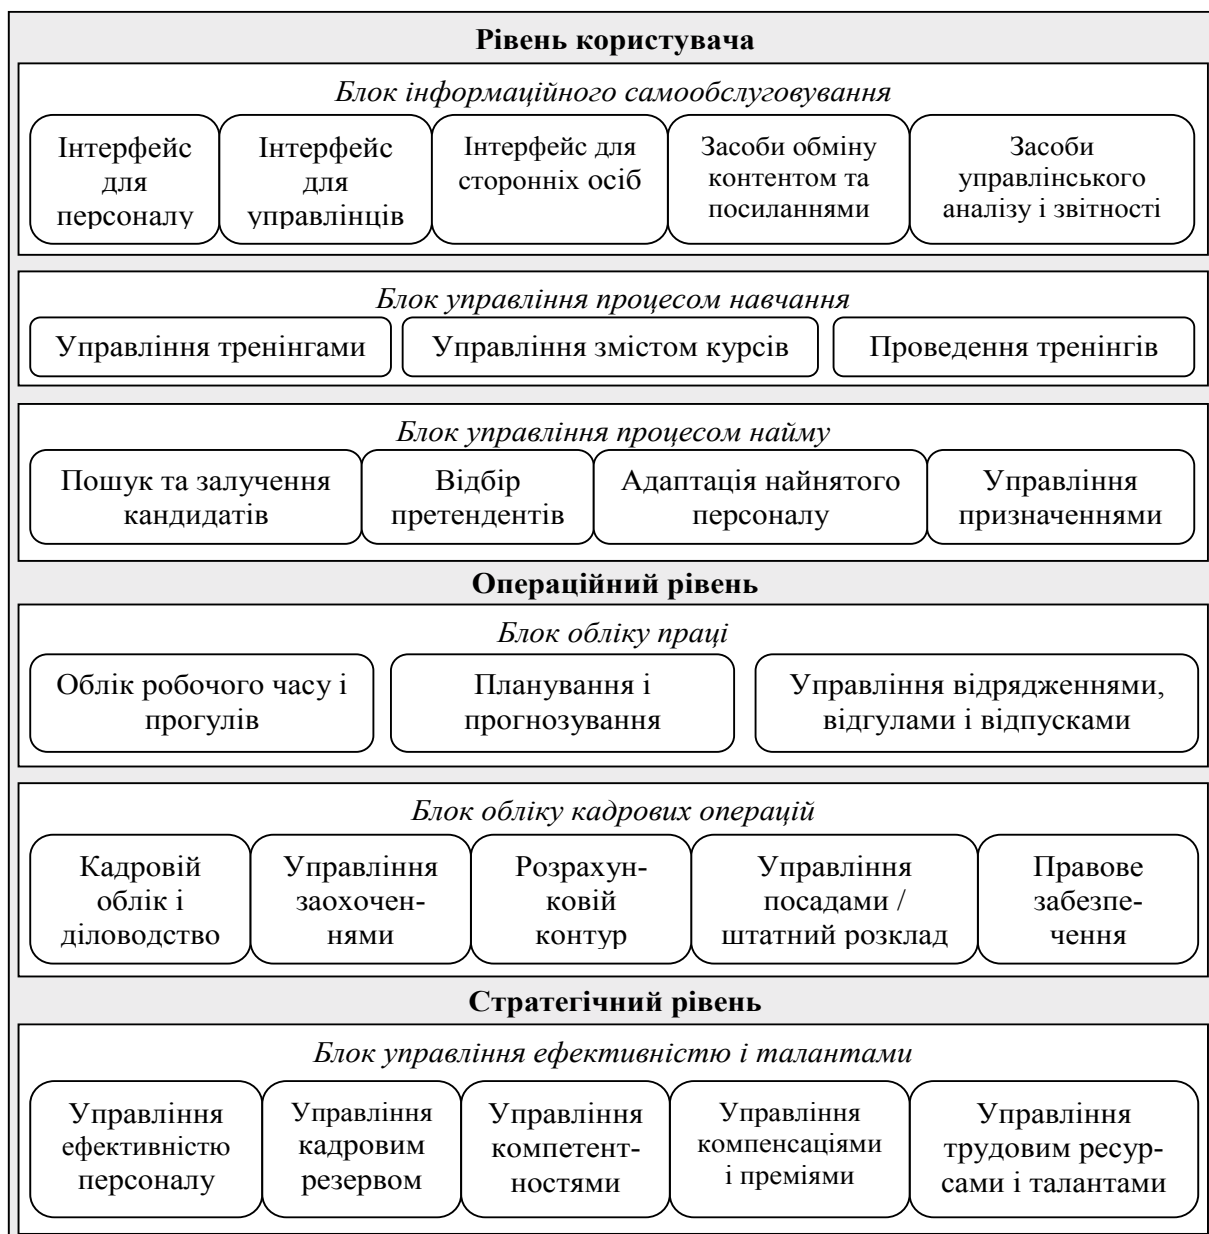 Рівень користувача
Блок інформаційного самообслуговування
Інтерфейс
для
персоналу
Інтерфейс
для
управлінців
Інтерфейс для
сторонніх осіб
Засоби обміну
контентом та
посиланнями
Засоби
управлінського
аналізу і звітності
Блок управління процесом навчання
Управління тренінгами
Управління змістом курсів
Проведення тренінгів
Блок управління процесом найму
Пошук та залучення
кандидатів
Відбір
претендентів
Адаптація найнятого
персоналу
Управління
призначеннями
Операційний рівень
Блок обліку праці
Облік робочого часу і
прогулів
Планування і
прогнозування
Управління відрядженнями,
відгулами і відпусками
Блок обліку кадрових операцій
Кадровій
облік і
діловодство
Управління
заохочен-
нями
Розрахун-
ковій
контур
Управління
посадами /
штатний розклад
Правове
забезпе-
чення
Стратегічний рівень
Блок управління ефективністю і талантами
Управління
ефективністю
персоналу
Управління
кадровим
резервом
Управління
компетент-
ностями
Управління
компенсаціями
і преміями
Управління
трудовим ресур-
сами і талантами